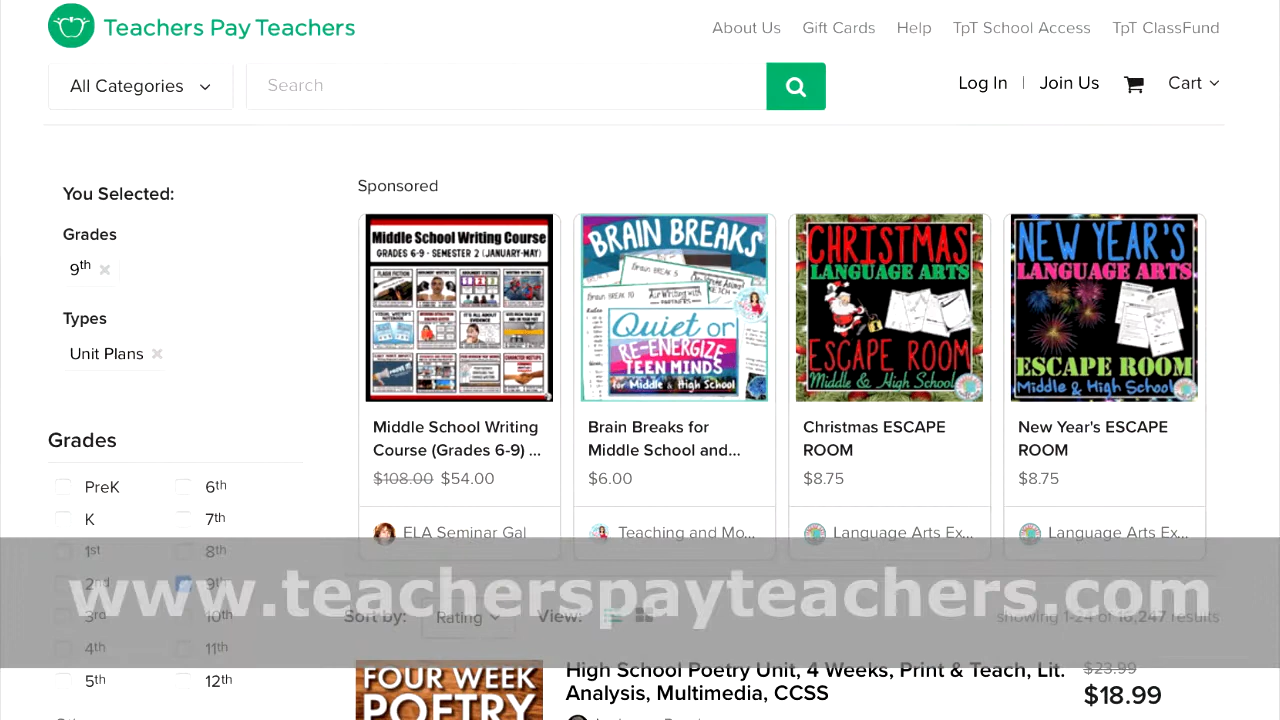 Teachers Pay Teachers
About Us Gift Cards Help TpT School Access TpT ClassFund
All Categories Search Log In | Join Us Cart
You Selected:
Grades
9th
Types
Unit Plans
Grades
PreK 6th
K 7th
1st 8th
2nd 9th
3rd 10th
4th 11th
5th 12th
Sponsored
Middle School Writing Course
GRADES 6-9 - SEMESTER 2 (JANUARY-MAY)
Middle School Writing
Course (Grades 6-9) ...
$108.00 $54.00
ELA Seminar Gal
BRAIN BREAKS
Quiet or
RE-ENERGIZE
TEEN MINDS
for Middle & High School
Brain Breaks for
Middle School and...
$6.00
Teaching and Mo...
CHRISTMAS
LANGUAGE ARTS
ESCAPE ROOM
Middle & High School
Christmas ESCAPE
ROOM
$8.75
Language Arts Ex...
NEW YEAR'S
LANGUAGE ARTS
ESCAPE ROOM
Middle & High School
New Year's ESCAPE
ROOM
$8.75
Language Arts Ex...
www.teacherspayteachers.com
Sort by: Rating View: showing 1-24 of 16,247 results
FOUR WEEK
POETRY
High School Poetry Unit, 4 Weeks, Print & Teach, Lit.
Analysis, Multimedia, CCSS
$23.99
$18.99